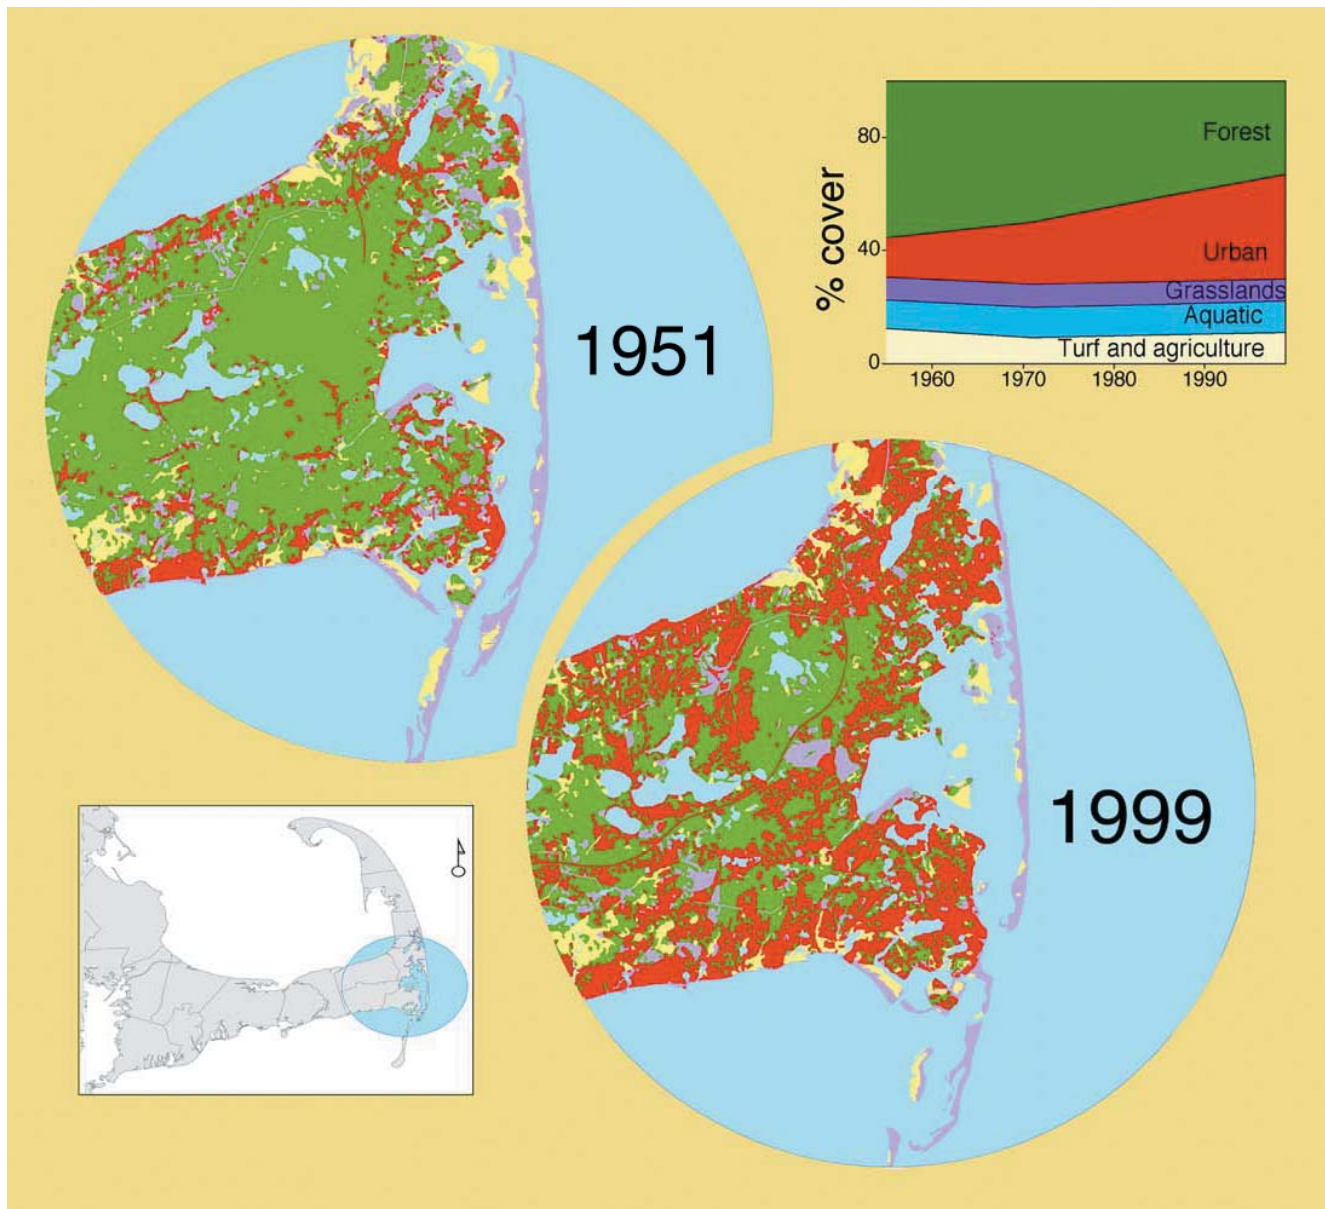 1951
80
40
0
% cover
Forest
Urban
Grasslands
Aquatic
Turf and agriculture
1960 1970 1980 1990
1999